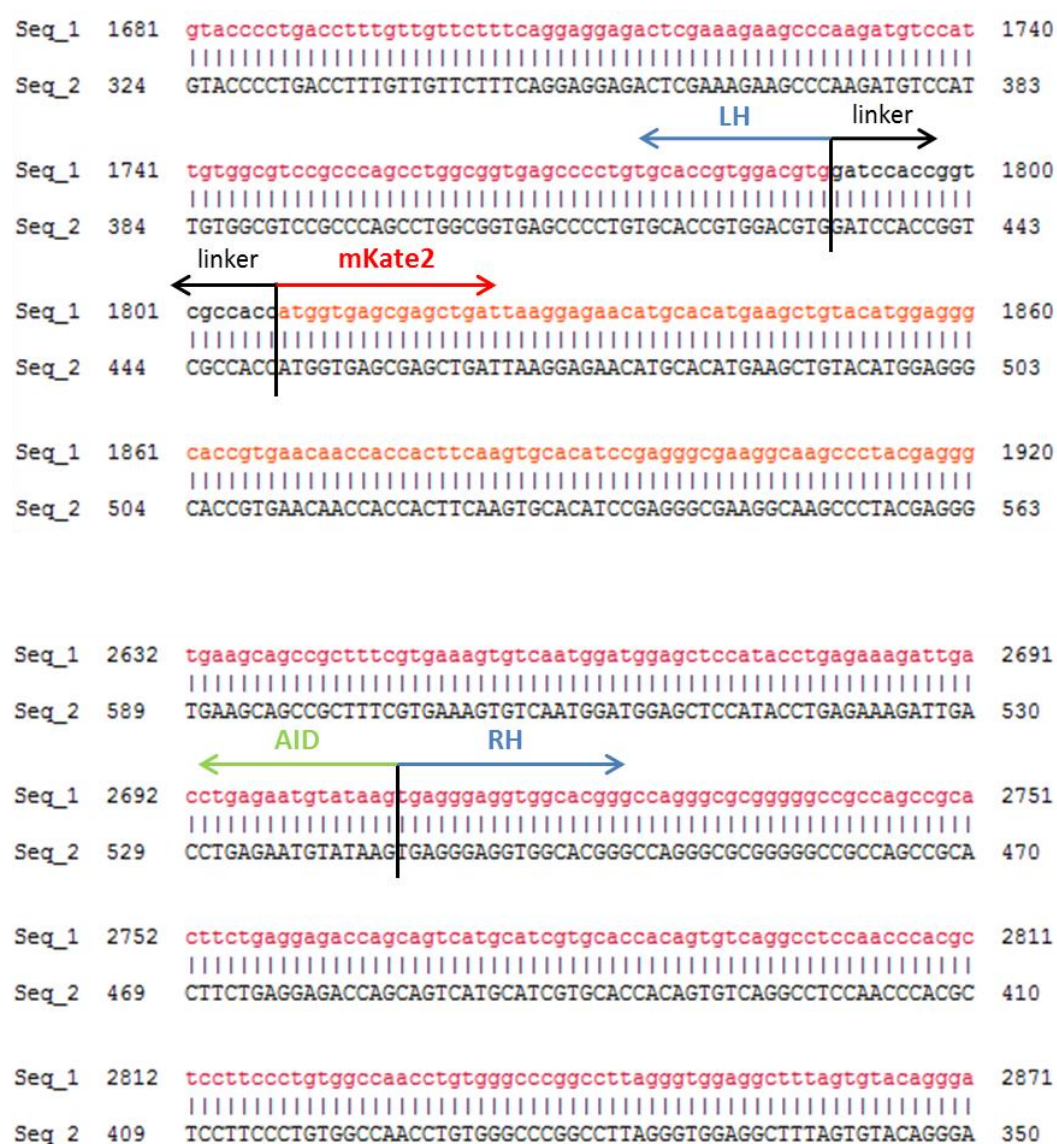 Seq_1 1681 gtacccctgacctttgttgttctttcaggaggagactcgaaagaagcccaagatgtccat 1740
Seq_2 324 GTACCCCTGACCTTTGTTGTTCTTTCAGGAGGAGACTCGAAAGAAGCCCAAGATGTCCAT 383
LH linker
Seq_1 1741 tgtggcgtccgcccagcctggcggtgagcccctgtgcaccgtggacgtggatccaccggt 1800
Seq_2 384 TGTGGCGTCCGCCCAGCCTGGCGGTGAGCCCCTGTGCACCGTGGACGTGGATCCACCGGT 443
linker mKate2
Seq_1 1801 cgccaccatggtgagcgagctgattaaggagaacatgcacatgaagctgtacatggaggg 1860
Seq_2 444 CGCCACCATGGTGAGCGAGCTGATTAAGGAGAACATGCACATGAAGCTGTACATGGAGGG 503
Seq_1 1861 caccgtgaacaaccaccacttcaagtgcacatccgagggcgaaggcaagccctacgaggg 1920
Seq_2 504 CACCGTGAACAACCACCACTTCAAGTGCACATCCGAGGGCGAAGGCAAGCCCTACGAGGG 563
Seq_1 2632 tgaagcagccgctttcgtgaaagtgtcaatggatggagctccatacctgagaaagattga 2691
Seq_2 589 TGAAGCAGCCGCTTTCGTGAAAGTGTCAATGGATGGAGCTCCATACCTGAGAAAGATTGA 530
AID RH
Seq_1 2692 cctgagaatgtataagtgagggaggtggcacgggccagggcgcgggggccgccagccgca 2751
Seq_2 529 CCTGAGAATGTATAAGTGAGGGAGGTGGCACGGGCCAGGGCGCGGGGGCCGCCAGCCGCA 470
Seq_1 2752 cttctgaggagaccagcagtcatgcatcgtgcaccacagtgtcaggcctccaacccacgc 2811
Seq_2 469 CTTCTGAGGAGACCAGCAGTCATGCATCGTGCACCACAGTGTCAGGCCTCCAACCCACGC 410
Seq_1 2812 tccttccctgtggccaacctgtgggcccggccttagggtggaggctttagtgtacaggga 2871
Seq_2 409 TCCTTCCCTGTGGCCAACCTGTGGGCCCGGCCTTAGGGTGGAGGCTTTAGTGTACAGGGA 350